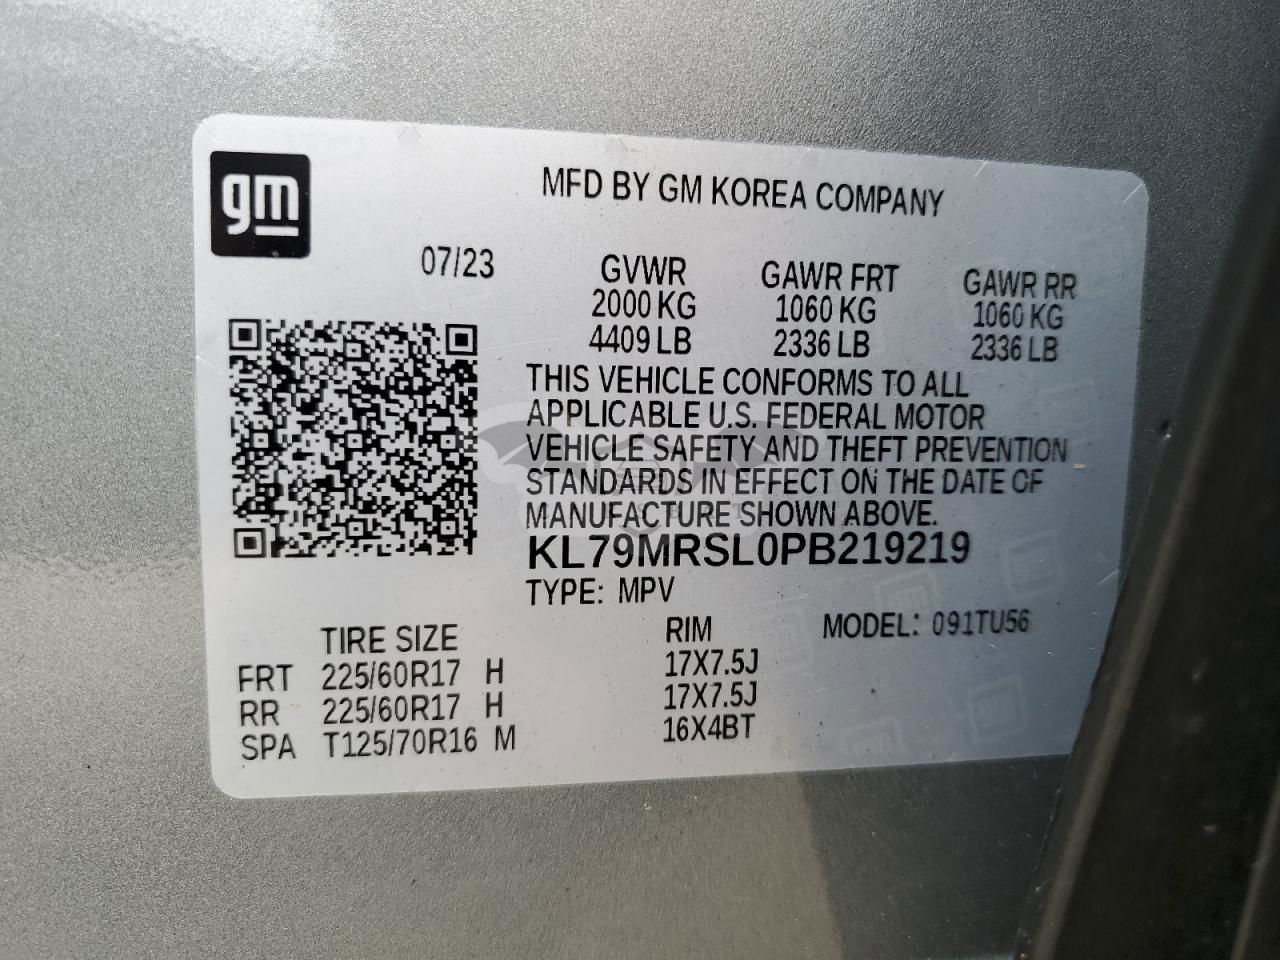 gm
MFD BY GM KOREA COMPANY
07/23 GVWR GAWR FRT GAWR RR
2000 KG 1060 KG 1060 KG
4409 LB 2336 LB 2336 LB
THIS VEHICLE CONFORMS TO ALL
APPLICABLE U.S. FEDERAL MOTOR
VEHICLE SAFETY AND THEFT PREVENTION
STANDARDS IN EFFECT ON THE DATE OF
MANUFACTURE SHOWN ABOVE.
KL79MRSL0PB219219
TYPE: MPV
TIRE SIZE RIM MODEL: 091TU56
FRT 225/60R17 H 17X7.5J
RR 225/60R17 H 17X7.5J
SPA T125/70R16 M 16X4BT